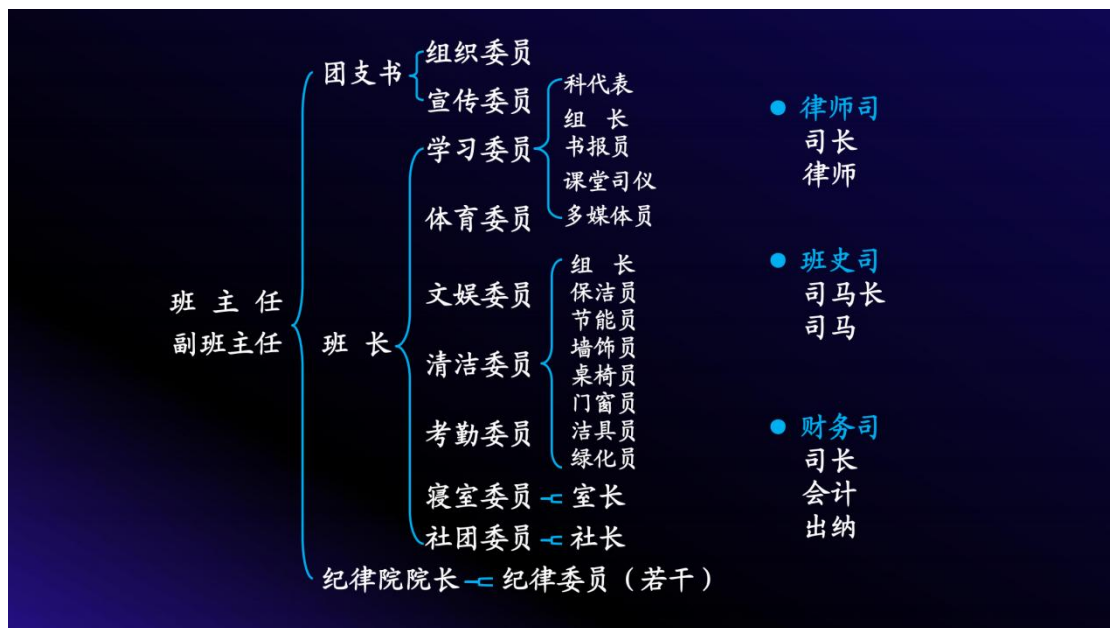 班主任
副班主任
团支书
组织委员
宣传委员
班长
学习委员
科代表
组长
书报员
课堂司仪
多媒体员
体育委员
文娱委员
清洁委员
组长
保洁员
节能员
墙饰员
桌椅员
门窗员
洁具员
绿化员
考勤委员
寝室委员
室长
社团委员
社长
纪律院院长
纪律委员（若干）
● 律师司
司长
律师
● 班史司
司马长
司马
● 财务司
司长
会计
出纳